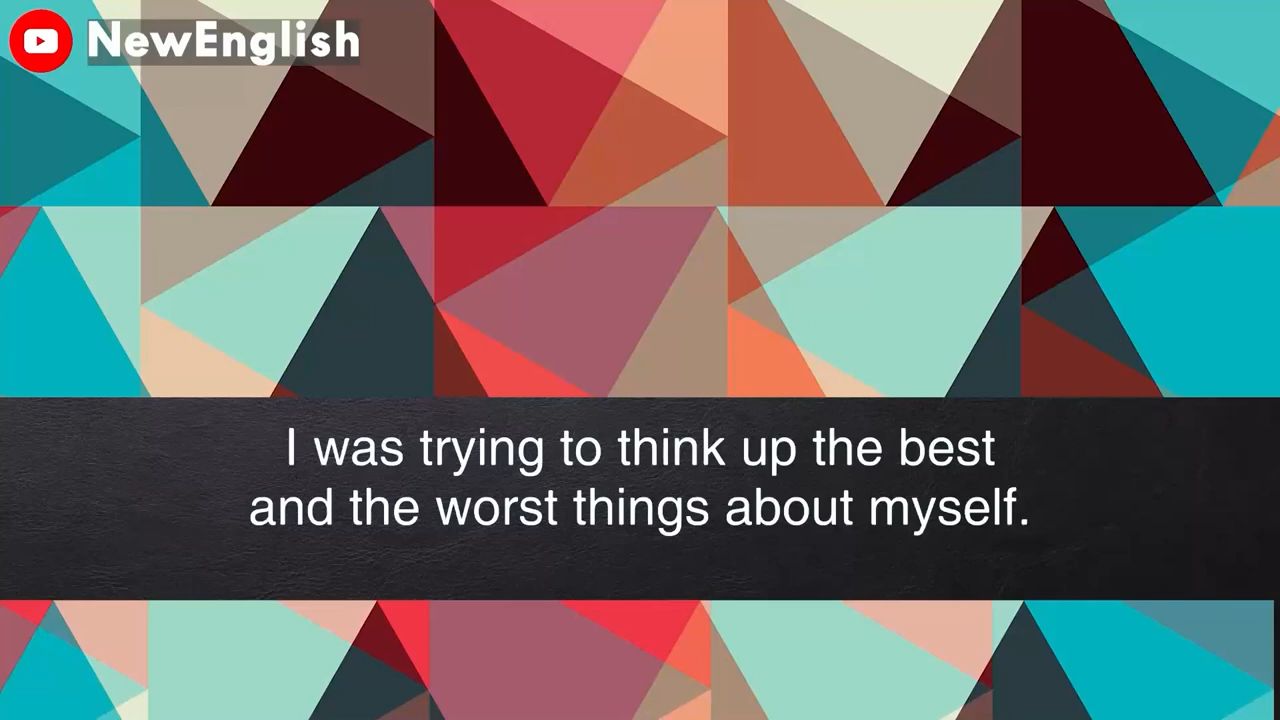 NewEnglish
I was trying to think up the best
and the worst things about myself.